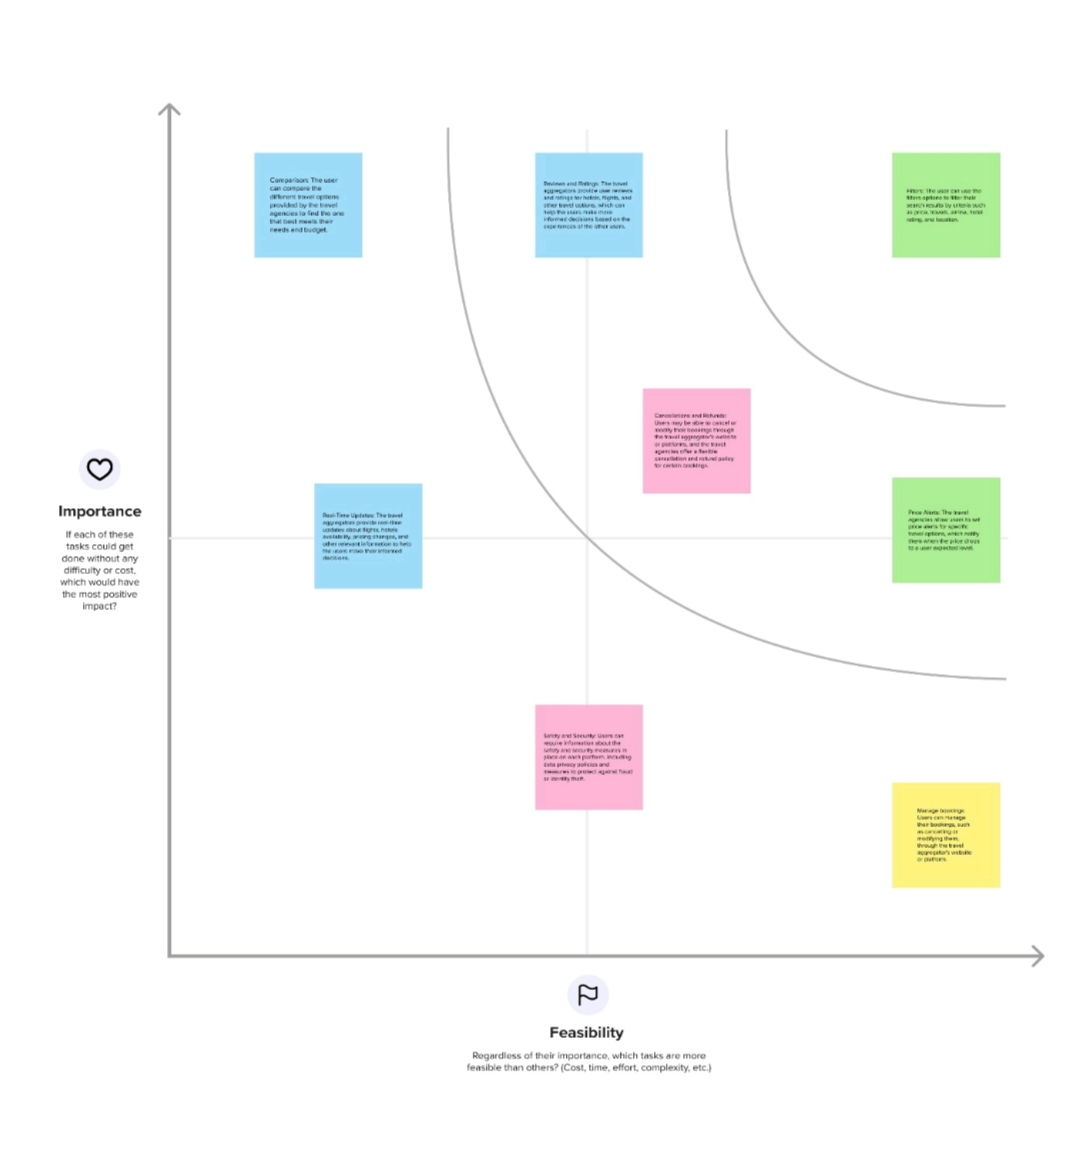 Comparison: The user
can compare the
different travel options
provided by the travel
agencies to find the one
that best meets their
needs and budget.
Reviews and Ratings: The travel
aggregators provide user reviews
and ratings for hotels, flights, and
other travel options, which can
help the users make more
informed decisions based on the
experiences of the other users.
Filters: The user can use the
filters options to filter their
search results by criteria such
as price, travels, airline, hotel
rating, and location.
Cancellations and Refunds:
Users may be able to cancel or
modify their bookings through
the travel aggregator's website
or platforms, and the travel
agencies offer a flexible
cancellation and refund policy
for certain bookings.
Importance
If each of these
tasks could get
done without any
difficulty or cost,
which would have
the most positive
impact?
Real-Time Updates: The travel
aggregators provide real-time
updates about flights, hotels
availability, pricing changes, and
other relevant information to help
the users make their informed
decisions.
Price Alerts: The travel
agencies allow users to set
price alerts for specific
travel options, which notify
them when the price drops
to a user expected level.
Safety and Security: Users can
require information about the
safety and security measures in
place on each platform, including
data privacy policies and
measures to protect against fraud
or identity theft.
Manage bookings:
Users can manage
their bookings, such
as cancelling or
modifying them,
through the travel
aggregator's website
or platform.
Feasibility
Regardless of their importance, which tasks are more
feasible than others? (Cost, time, effort, complexity, etc.)